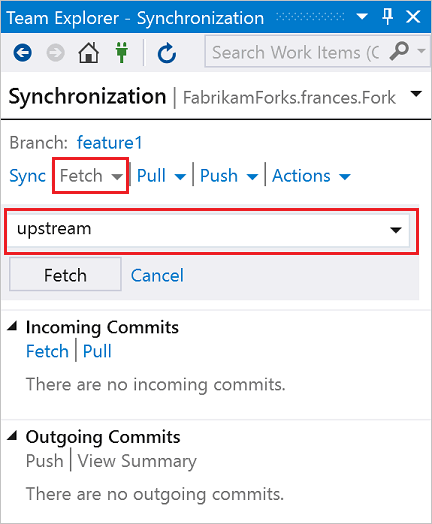 Team Explorer - Synchronization
Search Work Items (C
Synchronization | FabrikamForks.frances.Fork
Branch: feature1
Sync Fetch | Pull | Push | Actions
upstream
Fetch Cancel
Incoming Commits
Fetch | Pull
There are no incoming commits.
Outgoing Commits
Push | View Summary
There are no outgoing commits.